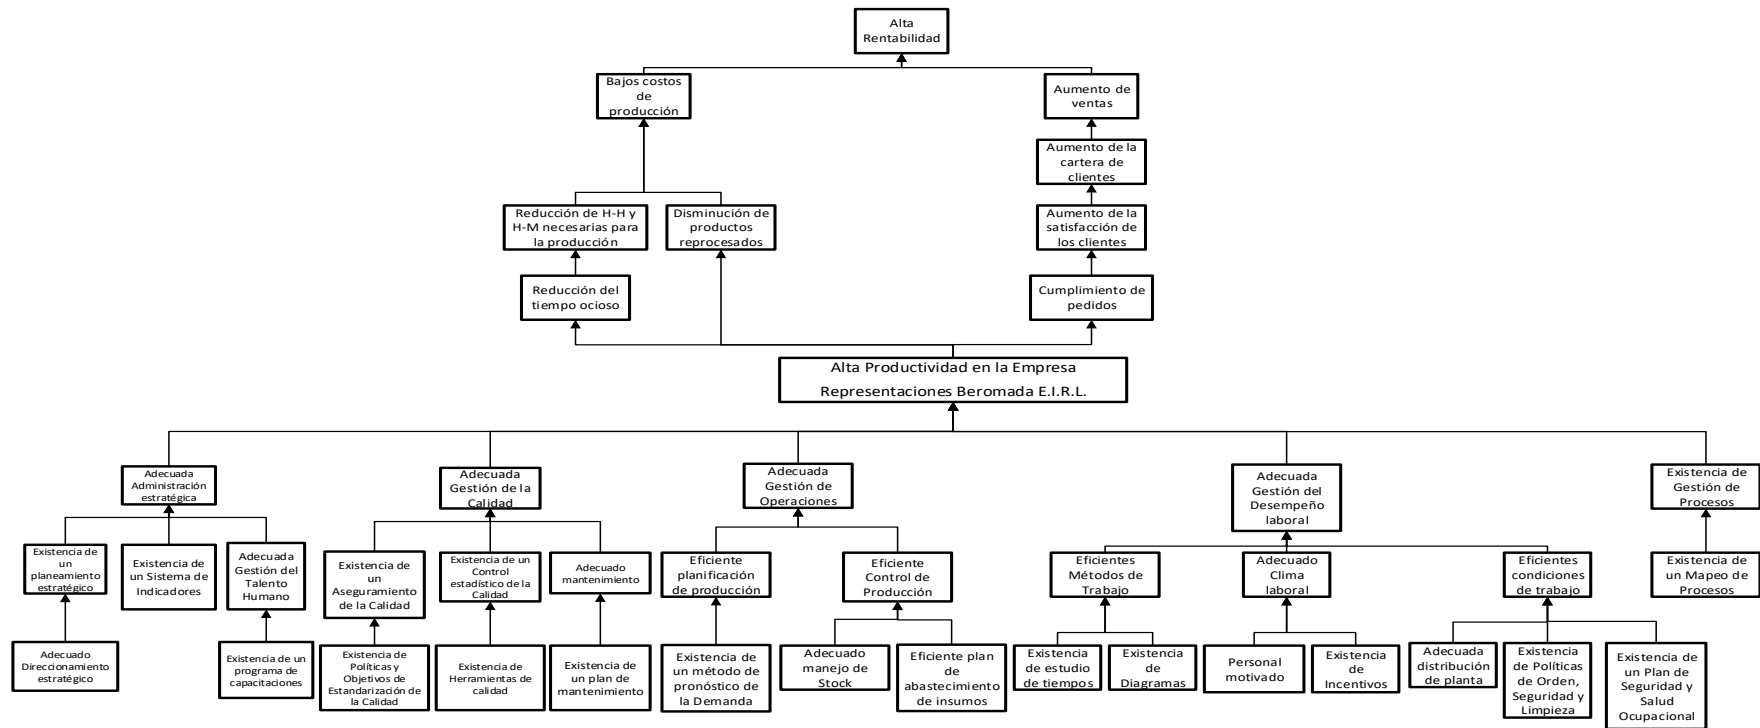 Alta
Rentabilidad
Bajos costos
de
producción
Aumento de
ventas
Aumento de la
cartera de
clientes
Reducción de H-H y
H-M necesarias para
la producción
Disminución de
productos
reprocesados
Aumento de la
satisfacción de
los clientes
Reducción del
tiempo ocioso
Cumplimiento de
pedidos
Alta Productividad en la Empresa
Representaciones Beromada E.I.R.L.
Adecuada
Administración
estratégica
Adecuada
Gestión de la
Calidad
Adecuada
Gestión de
Operaciones
Adecuada
Gestión del
Desempeño
laboral
Existencia de
Gestión de
Procesos
Existencia de
un
planeamiento
estratégico
Existencia de
un Sistema de
Indicadores
Adecuada
Gestión del
Talento
Humano
Existencia de
un
Aseguramiento
de la Calidad
Existencia de un
Control
estadístico de la
Calidad
Adecuado
mantenimiento
Eficiente
planificación
de producción
Eficiente
Control de
Producción
Eficientes
Métodos de
Trabajo
Adecuado
Clima
laboral
Eficientes
condiciones
de trabajo
Existencia de
un Mapeo de
Procesos
Adecuado
Direccionamiento
estratégico
Existencia de un
programa de
capacitaciones
Existencia de
Políticas y
Objetivos de
Estandarización de
la Calidad
Existencia de
Herramientas de
calidad
Existencia de
un plan de
mantenimiento
Existencia de
un método de
pronóstico de
la Demanda
Adecuado
manejo de
Stock
Eficiente plan
de
abastecimiento
de insumos
Existencia
de estudio
de tiempos
Existencia
de
Diagramas
Personal
motivado
Existencia
de
Incentivos
Adecuada
distribución
de planta
Existencia
de Políticas
de Orden,
Seguridad y
Limpieza
Existencia de
un Plan de
Seguridad y
Salud
Ocupacional